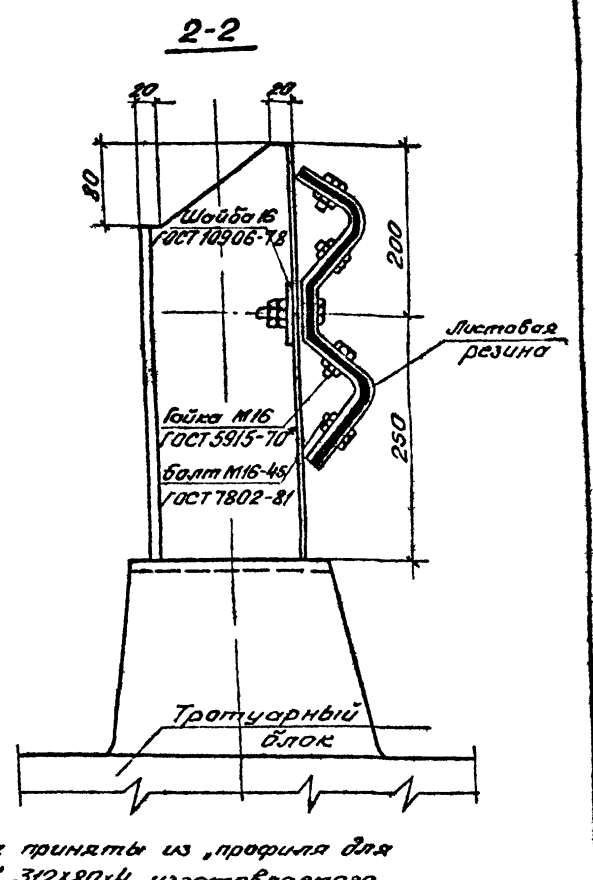 2-2
20
20
80
Шайба 16
ГОСТ 10906-78
200
Листовая
резина
Гайка М16
ГОСТ 5915-70*
250
болт М16-45
ГОСТ 7802-81
Тротуарный
блок
приняты из „профиля для
312х80х4